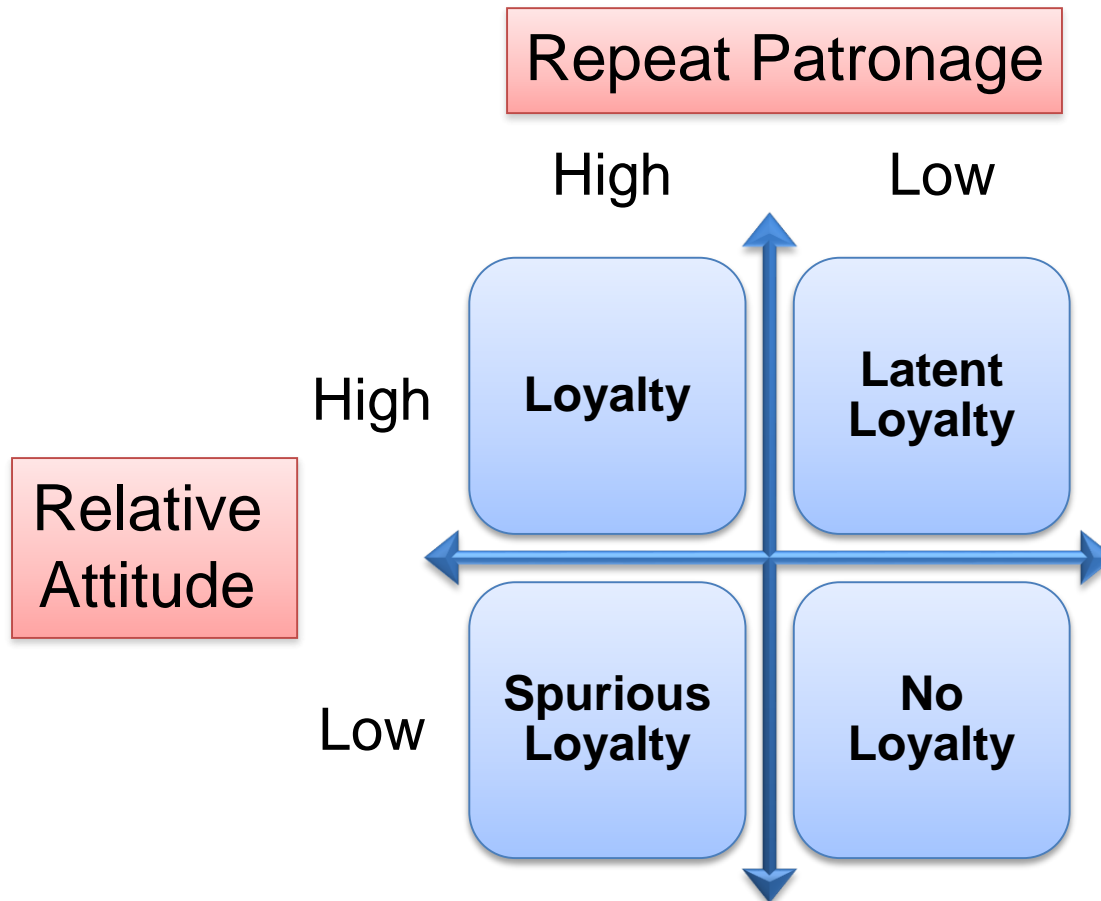 Repeat Patronage
High Low
High
Loyalty
Latent
Loyalty
Relative
Attitude
Low
Spurious
Loyalty
No
Loyalty